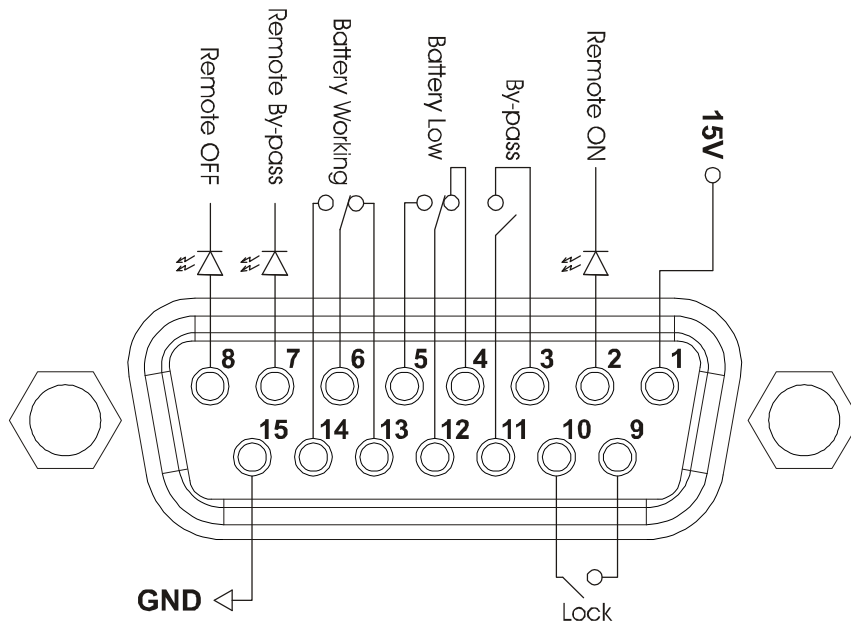 Remote OFF
Remote By-pass
Battery Working
Battery Low
By-pass
Remote ON
15V
8 7 6 5 4 3 2 1
15 14 13 12 11 10 9
GND
Lock